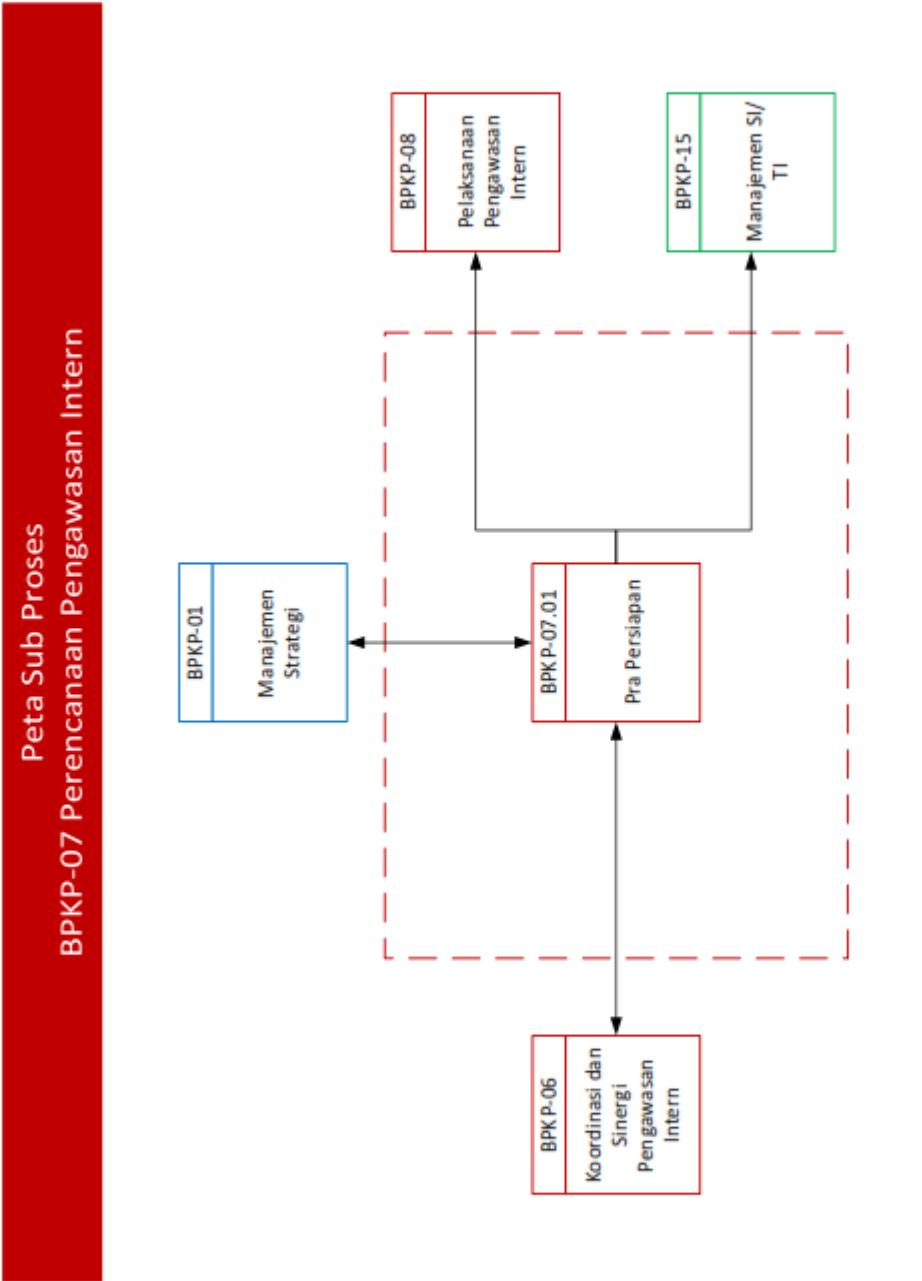 Peta Sub Proses
BPKP-07 Perencanaan Pengawasan Intern
BPKP-01
Manajemen
Strategi
BPKP-06
Koordinasi dan
Sinergi
Pengawasan
Intern
BPKP-07.01
Pra Persiapan
BPKP-08
Pelaksanaan
Pengawasan
Intern
BPKP-15
Manajemen SI/
TI